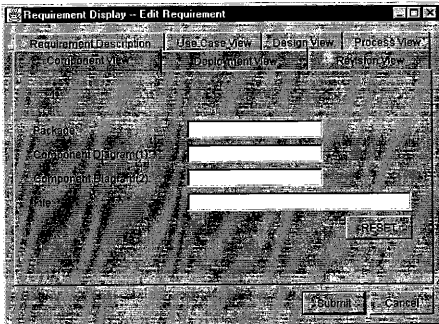 Requirement Display -- Edit Requirement
Requirement Description Use Case View Design View Process View
Component View Deployment View Revision View
Package
Component Diagram(1)
Component Diagram(2)
File
RESET
Submit Cancel